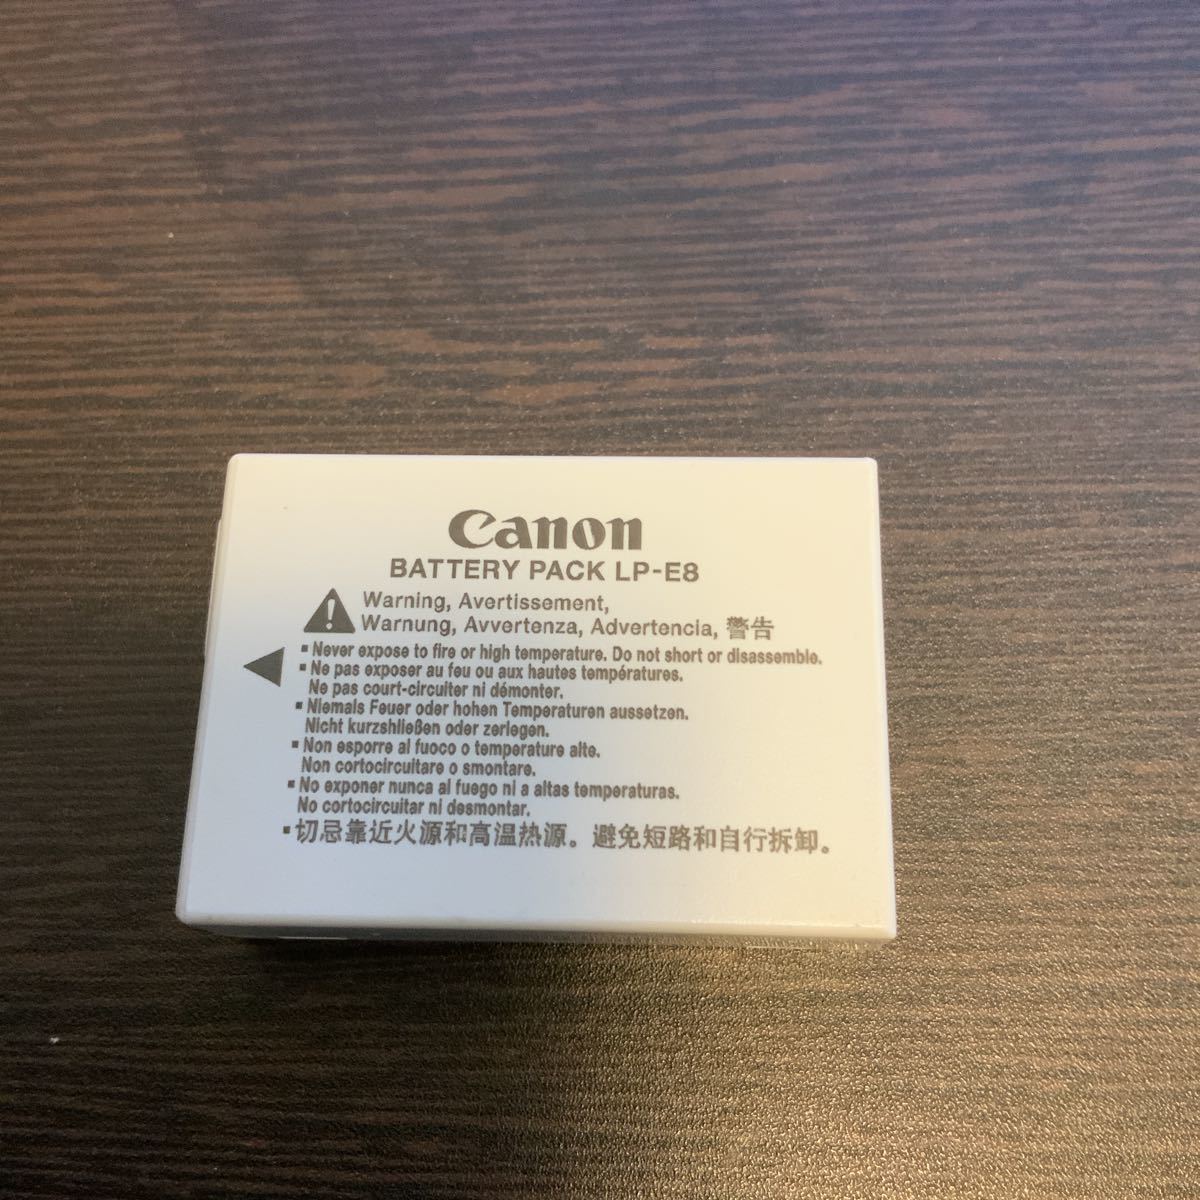 Canon
BATTERY PACK LP-E8
Warning, Avertissement,
Warnung, Avvertenza, Advertencia, 警告
▪ Never expose to fire or high temperature. Do not short or disassemble.
▪ Ne pas exposer au feu ou aux hautes températures.
Ne pas court-circuiter ni démonter.
▪ Niemals Feuer oder hohen Temperaturen aussetzen.
Nicht kurzshließen oder zerlegen.
▪ Non esporre al fuoco o temperature alte.
Non cortocircuitare o smontare.
▪ No exponer nunca al fuego ni a altas temperaturas.
No cortocircuitar ni desmontar.
▪ 切忌靠近火源和高温热源。避免短路和自行拆卸。